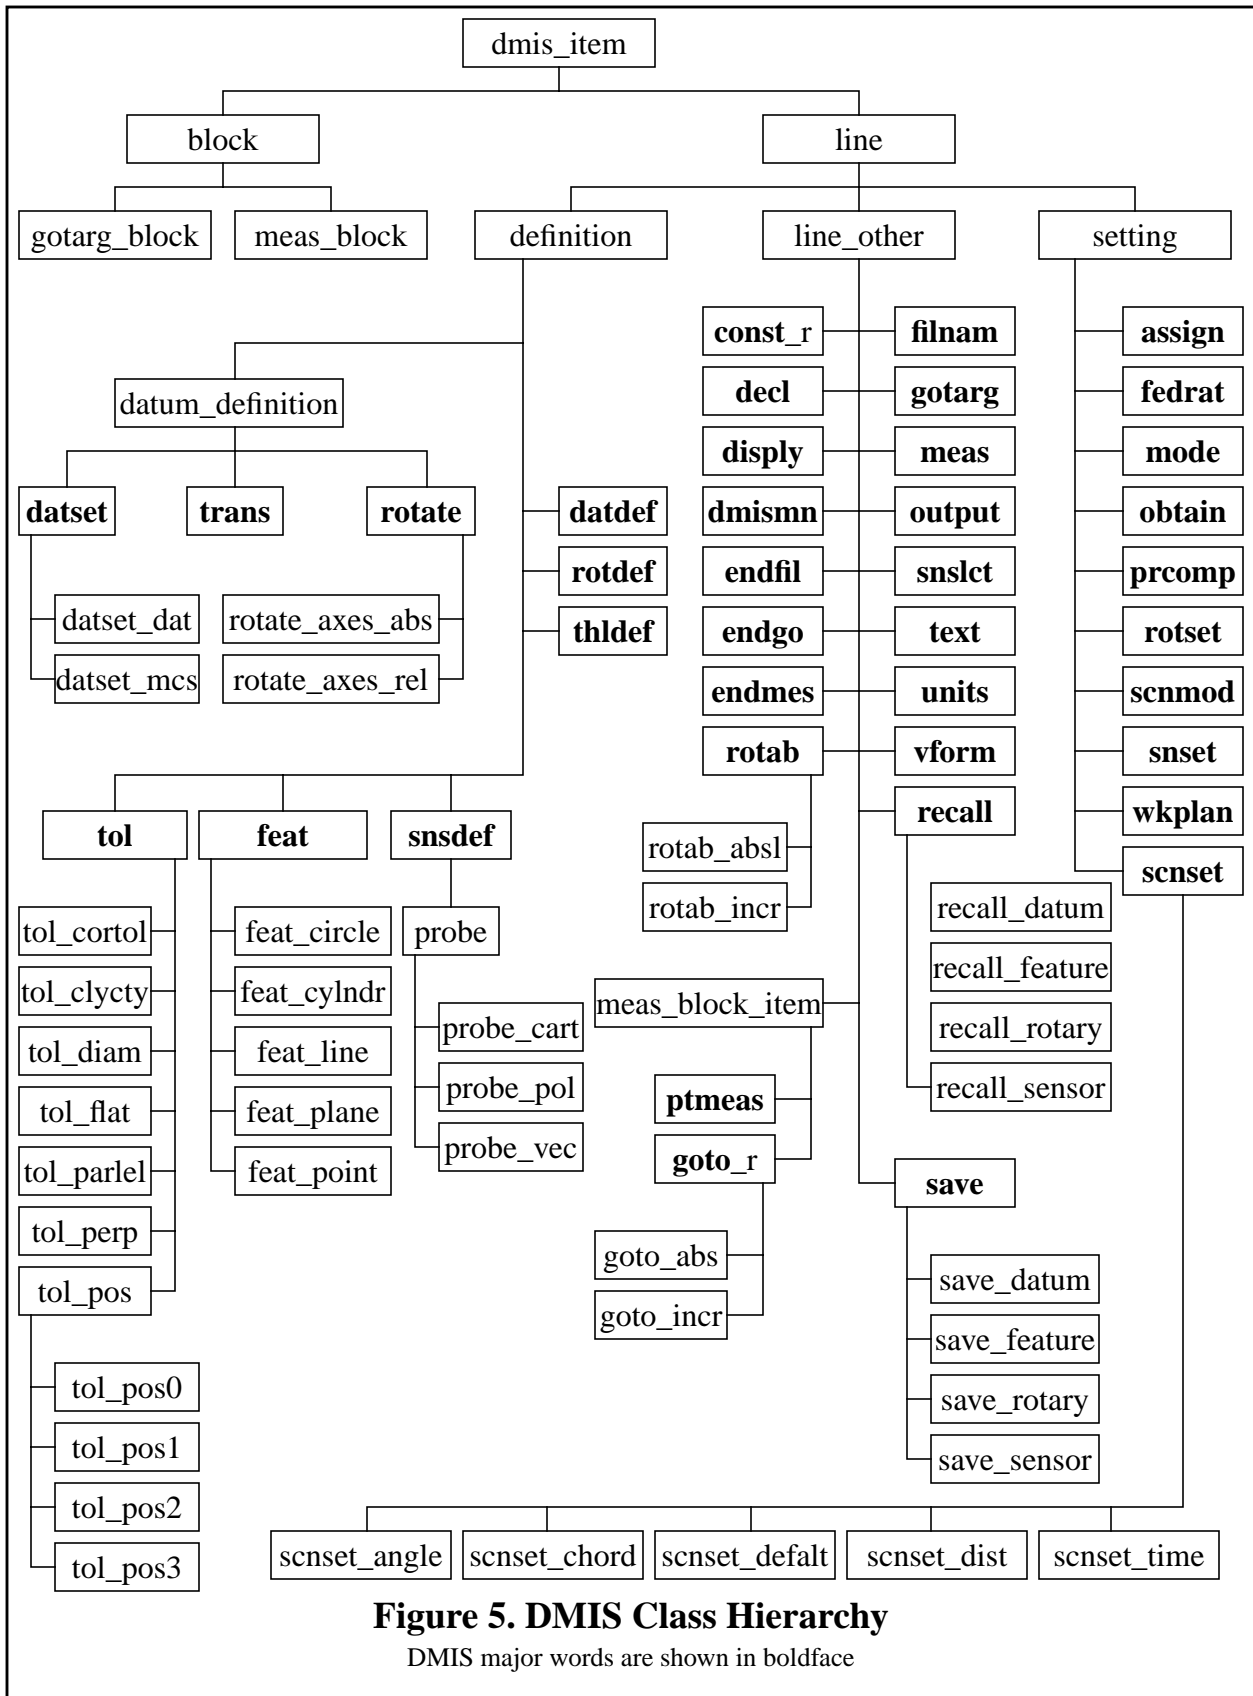 dmis_item
block
line
gotarg_block
meas_block
definition
line_other
setting
const_r
filnam
assign
datum_definition
decl
gotarg
fedrat
disply
meas
mode
datset
trans
rotate
datdef
dmismn
output
obtain
rotdef
endfil
snslct
prcomp
datset_dat
rotate_axes_abs
thldef
endgo
text
rotset
datset_mcs
rotate_axes_rel
endmes
units
scnmod
rotab
vform
snset
tol
feat
snsdef
recall
wkplan
rotab_absl
scnset
rotab_incr
recall_datum
tol_cortol
feat_circle
probe
recall_feature
tol_clycty
feat_cylndr
meas_block_item
probe_cart
recall_rotary
tol_diam
feat_line
probe_pol
ptmeas
recall_sensor
tol_flat
feat_plane
probe_vec
goto_r
tol_parlel
feat_point
save
tol_perp
goto_abs
save_datum
tol_pos
goto_incr
save_feature
tol_pos0
save_rotary
tol_pos1
save_sensor
tol_pos2
tol_pos3
scnset_angle
scnset_chord
scnset_defalt
scnset_dist
scnset_time
Figure 5. DMIS Class Hierarchy
DMIS major words are shown in boldface